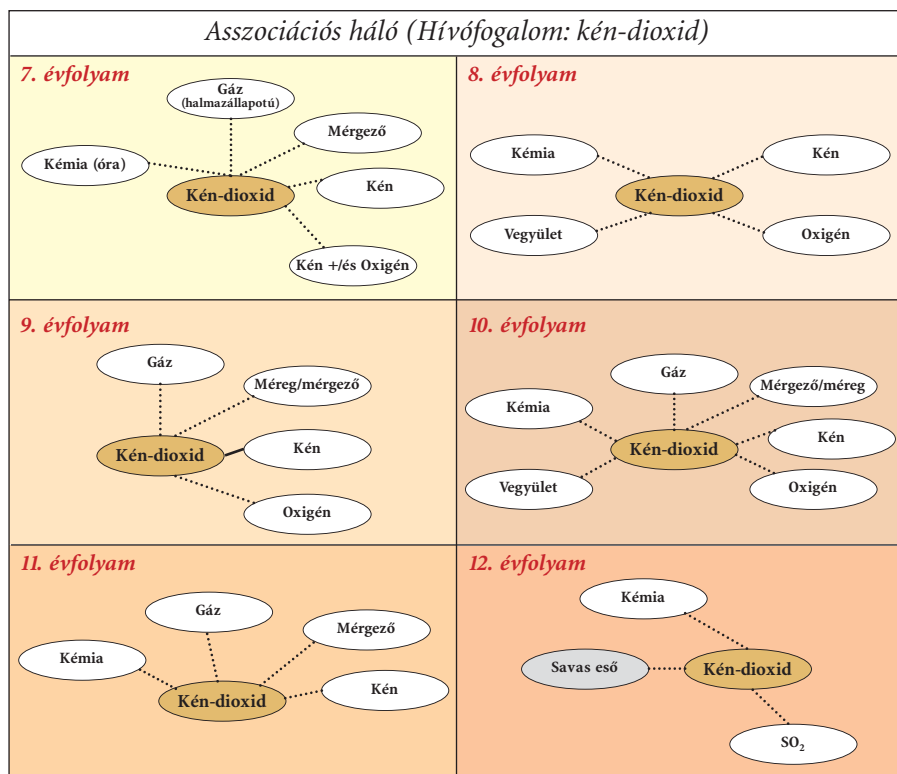 Asszociációs háló (Hívófogalom: kén-dioxid)
7. évfolyam
Gáz
(halmazállapotú)
Mérgező
Kémia (óra)
Kén
Kén-dioxid
Kén +/és Oxigén
8. évfolyam
Kémia
Kén
Kén-dioxid
Vegyület
Oxigén
9. évfolyam
Gáz
Méreg/mérgező
Kén-dioxid
Kén
Oxigén
10. évfolyam
Gáz
Mérgező/méreg
Kémia
Kén
Kén-dioxid
Vegyület
Oxigén
11. évfolyam
Gáz
Mérgező
Kémia
Kén
Kén-dioxid
12. évfolyam
Kémia
Savas eső
Kén-dioxid
SO₂